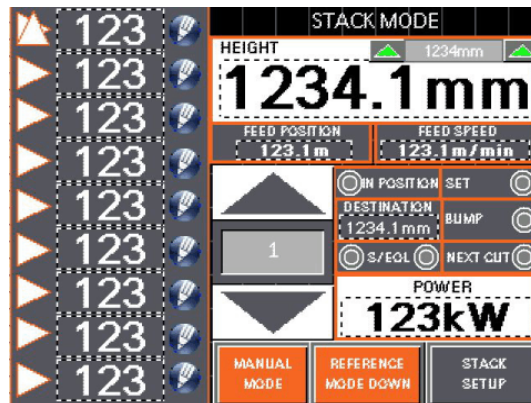 STACK MODE
123
123
123
123
123
123
123
123
123
HEIGHT
1234mm
1234.1mm
FEED POSITION
123.1m
FEED SPEED
123.1m/min
IN POSITION
SET
DESTINATION
1234.1mm
BUMP
1
S/EQL
NEXT CUT
POWER
123kW
MANUAL
MODE
REFERENCE
MODE DOWN
STACK
SETUP